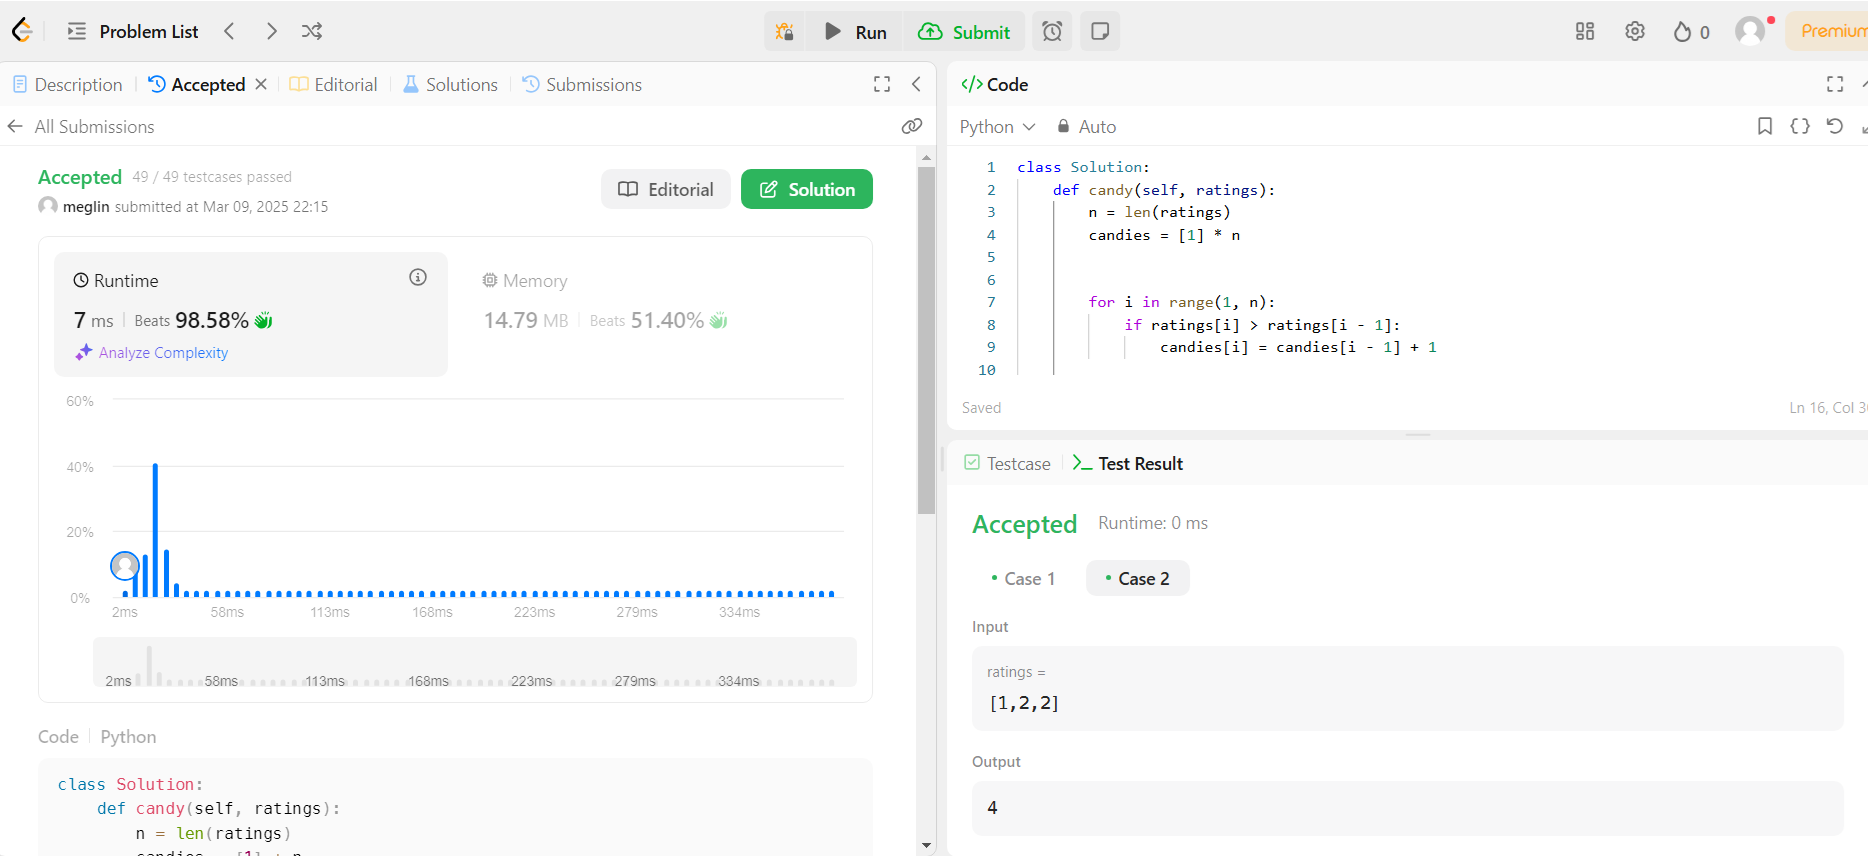 Problem List
Run
Submit
0
Premium
Description
Accepted
Editorial
Solutions
Submissions
All Submissions
Accepted 49 / 49 testcases passed
meglin submitted at Mar 09, 2025 22:15
Editorial
Solution
Runtime
7 ms Beats 98.58%
Analyze Complexity
Memory
14.79 MB Beats 51.40%
60%
40%
20%
0%
2ms 58ms 113ms 168ms 223ms 279ms 334ms
2ms 58ms 113ms 168ms 223ms 279ms 334ms
Code Python
class Solution:
    def candy(self, ratings):
        n = len(ratings)
</> Code
Python Auto
1 class Solution:
2     def candy(self, ratings):
3         n = len(ratings)
4         candies = [1] * n
5
6
7         for i in range(1, n):
8             if ratings[i] > ratings[i - 1]:
9                 candies[i] = candies[i - 1] + 1
10
Saved
Ln 16, Col
Testcase
Test Result
Accepted Runtime: 0 ms
Case 1
Case 2
Input
ratings =
[1,2,2]
Output
4